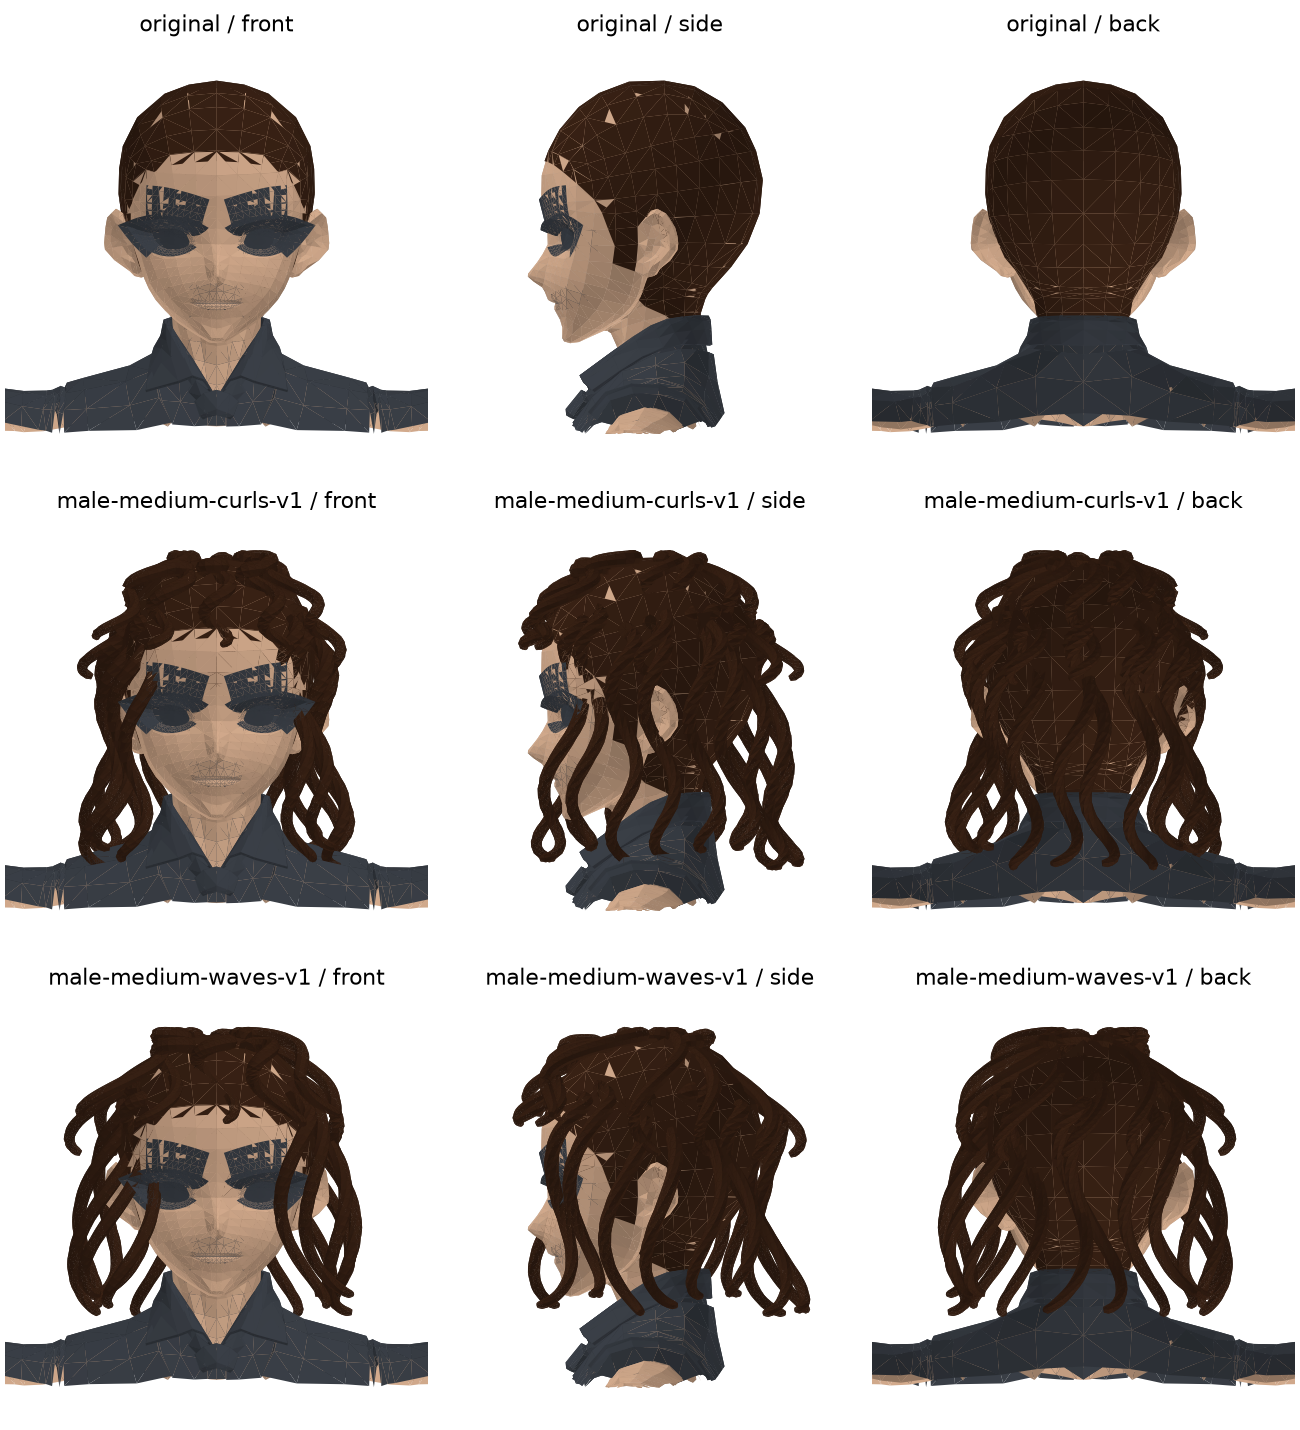 original / front
original / side
original / back
male-medium-curls-v1 / front
male-medium-curls-v1 / side
male-medium-curls-v1 / back
male-medium-waves-v1 / front
male-medium-waves-v1 / side
male-medium-waves-v1 / back